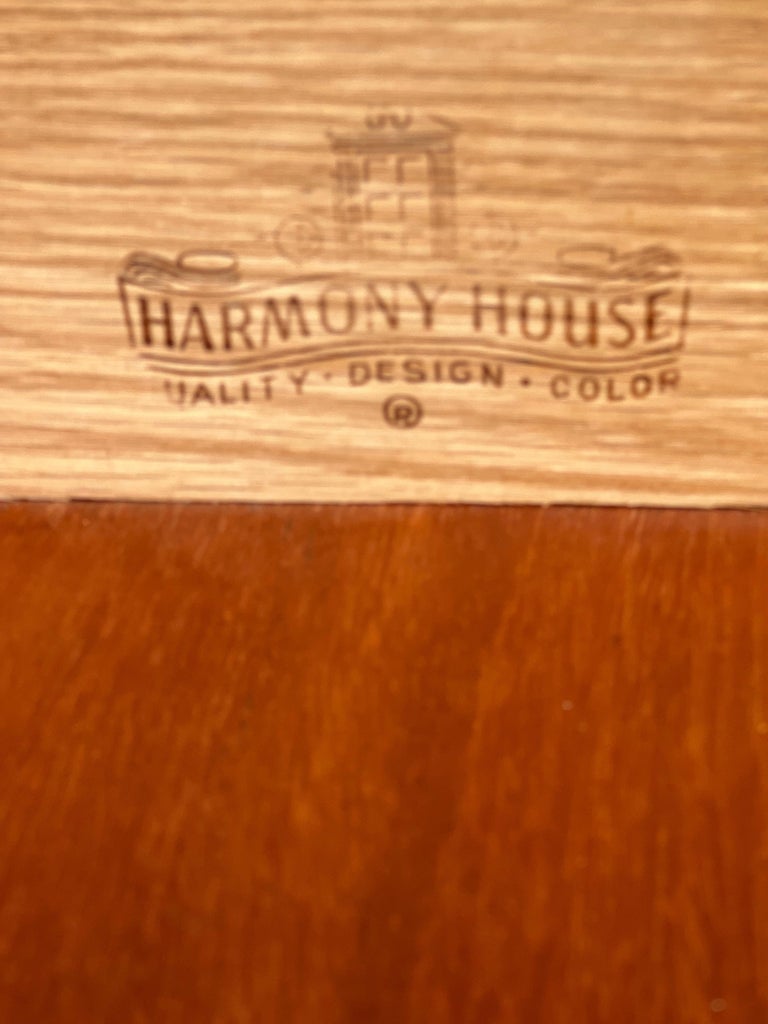 HARMONY HOUSE
UALITY · DESIGN · COLOR
®